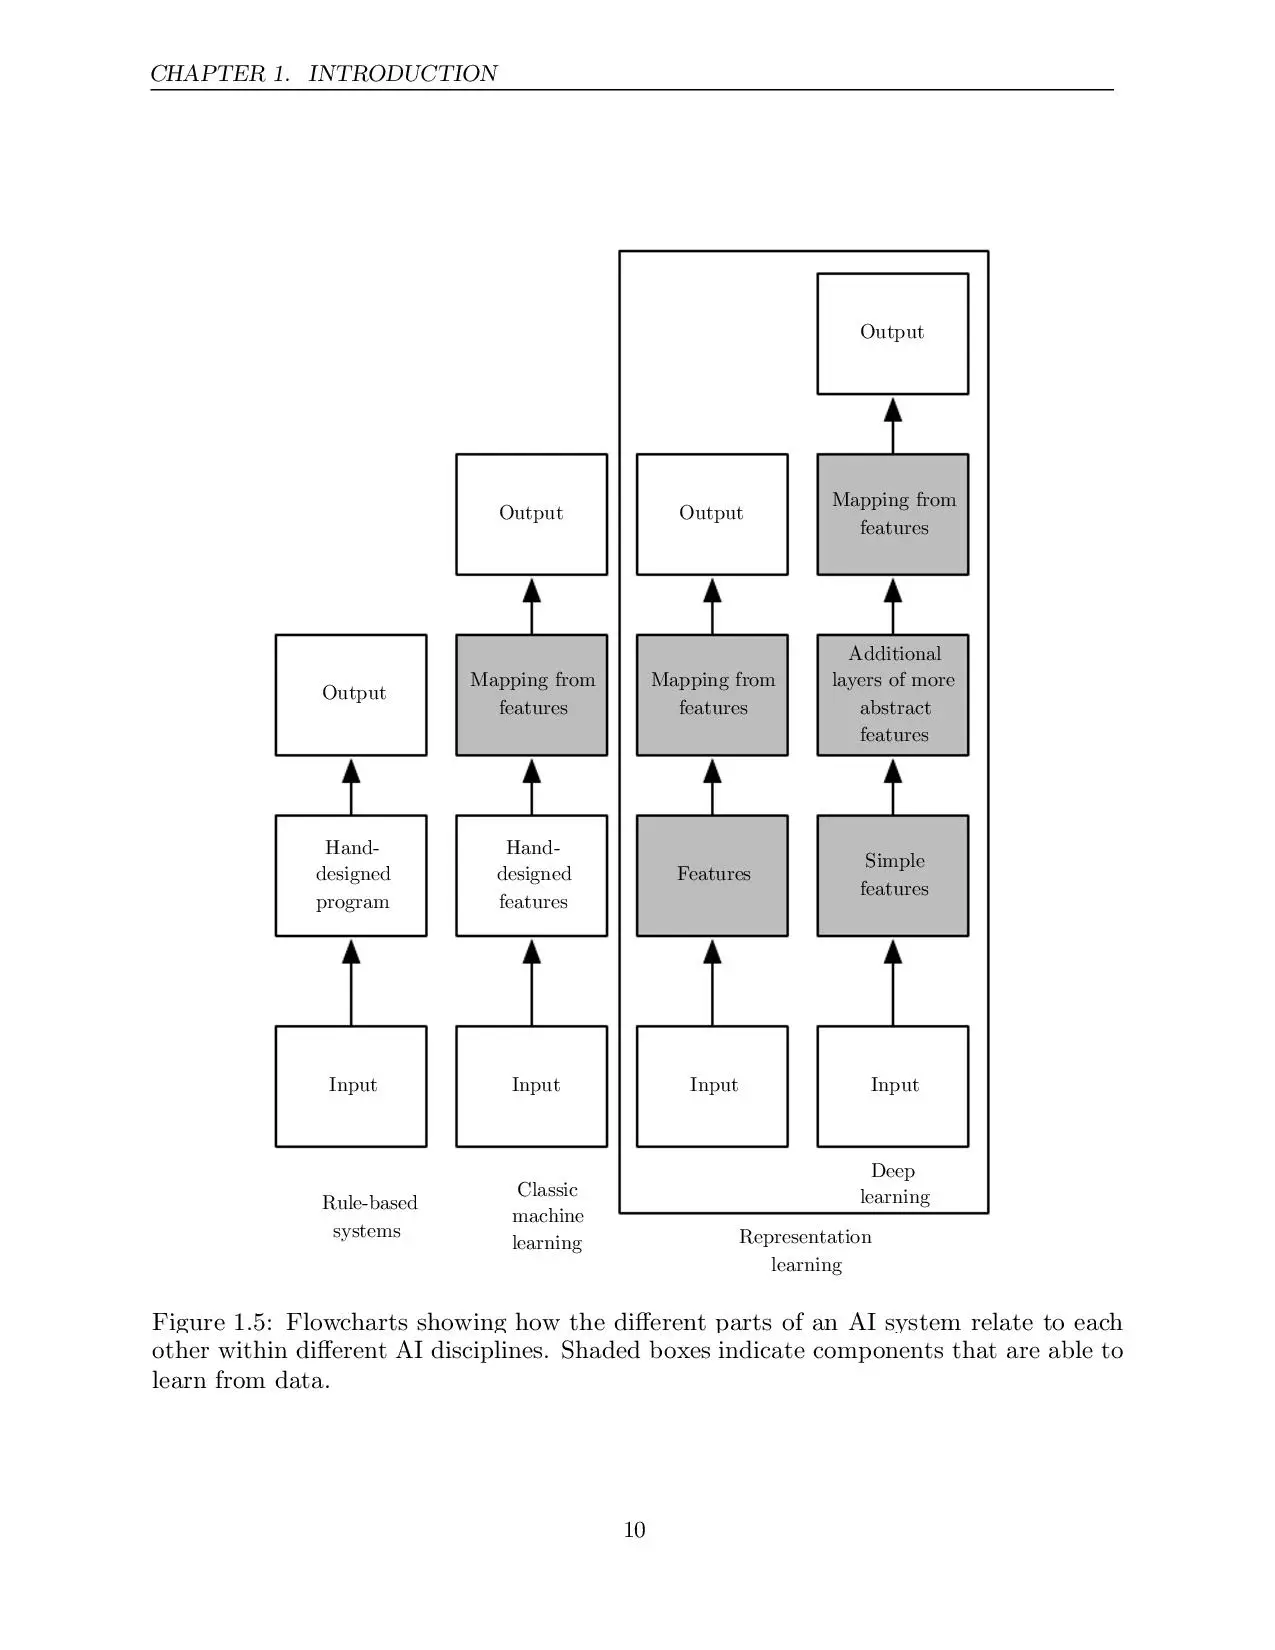 CHAPTER 1. INTRODUCTION
Output
Output
Output
Mapping from
features
Output
Mapping from
features
Mapping from
features
Additional
layers of more
abstract
features
Hand-
designed
program
Hand-
designed
features
Features
Simple
features
Input
Input
Input
Input
Rule-based
systems
Classic
machine
learning
Deep
learning
Representation
learning
Figure 1.5: Flowcharts showing how the different parts of an AI system relate to each
other within different AI disciplines. Shaded boxes indicate components that are able to
learn from data.
10